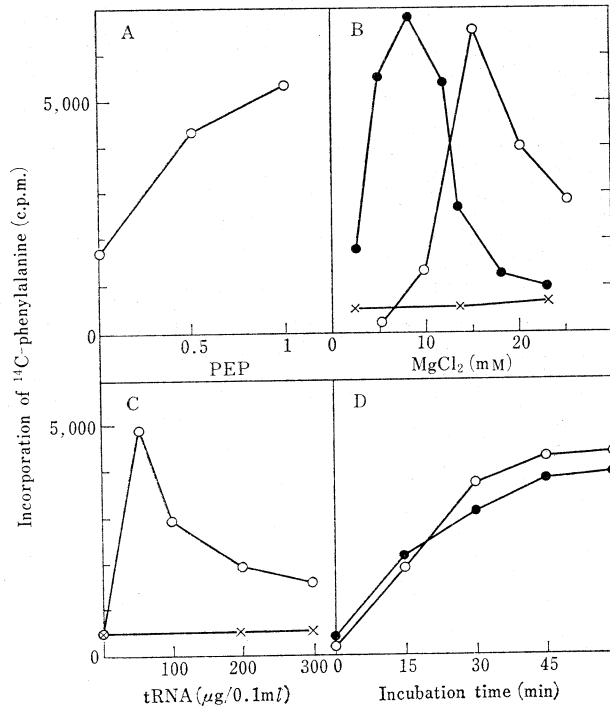 Incorporation of ¹⁴C-phenylalanine (c.p.m.)
A
5,000
0
0.5
1
PEP
B
0
10
20
MgCl₂ (mM)
C
5,000
0
0
100
200
300
tRNA (μg/0.1ml)
D
0
15
30
45
Incubation time (min)